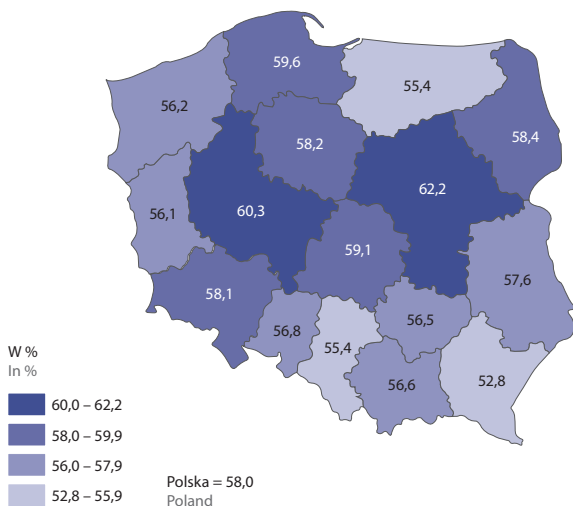 59,6
55,4
56,2
58,4
58,2
62,2
60,3
56,1
59,1
57,6
58,1
56,5
56,8
55,4
56,6
52,8
W %
In %
60,0 – 62,2
58,0 – 59,9
56,0 – 57,9
52,8 – 55,9
Polska = 58,0
Poland